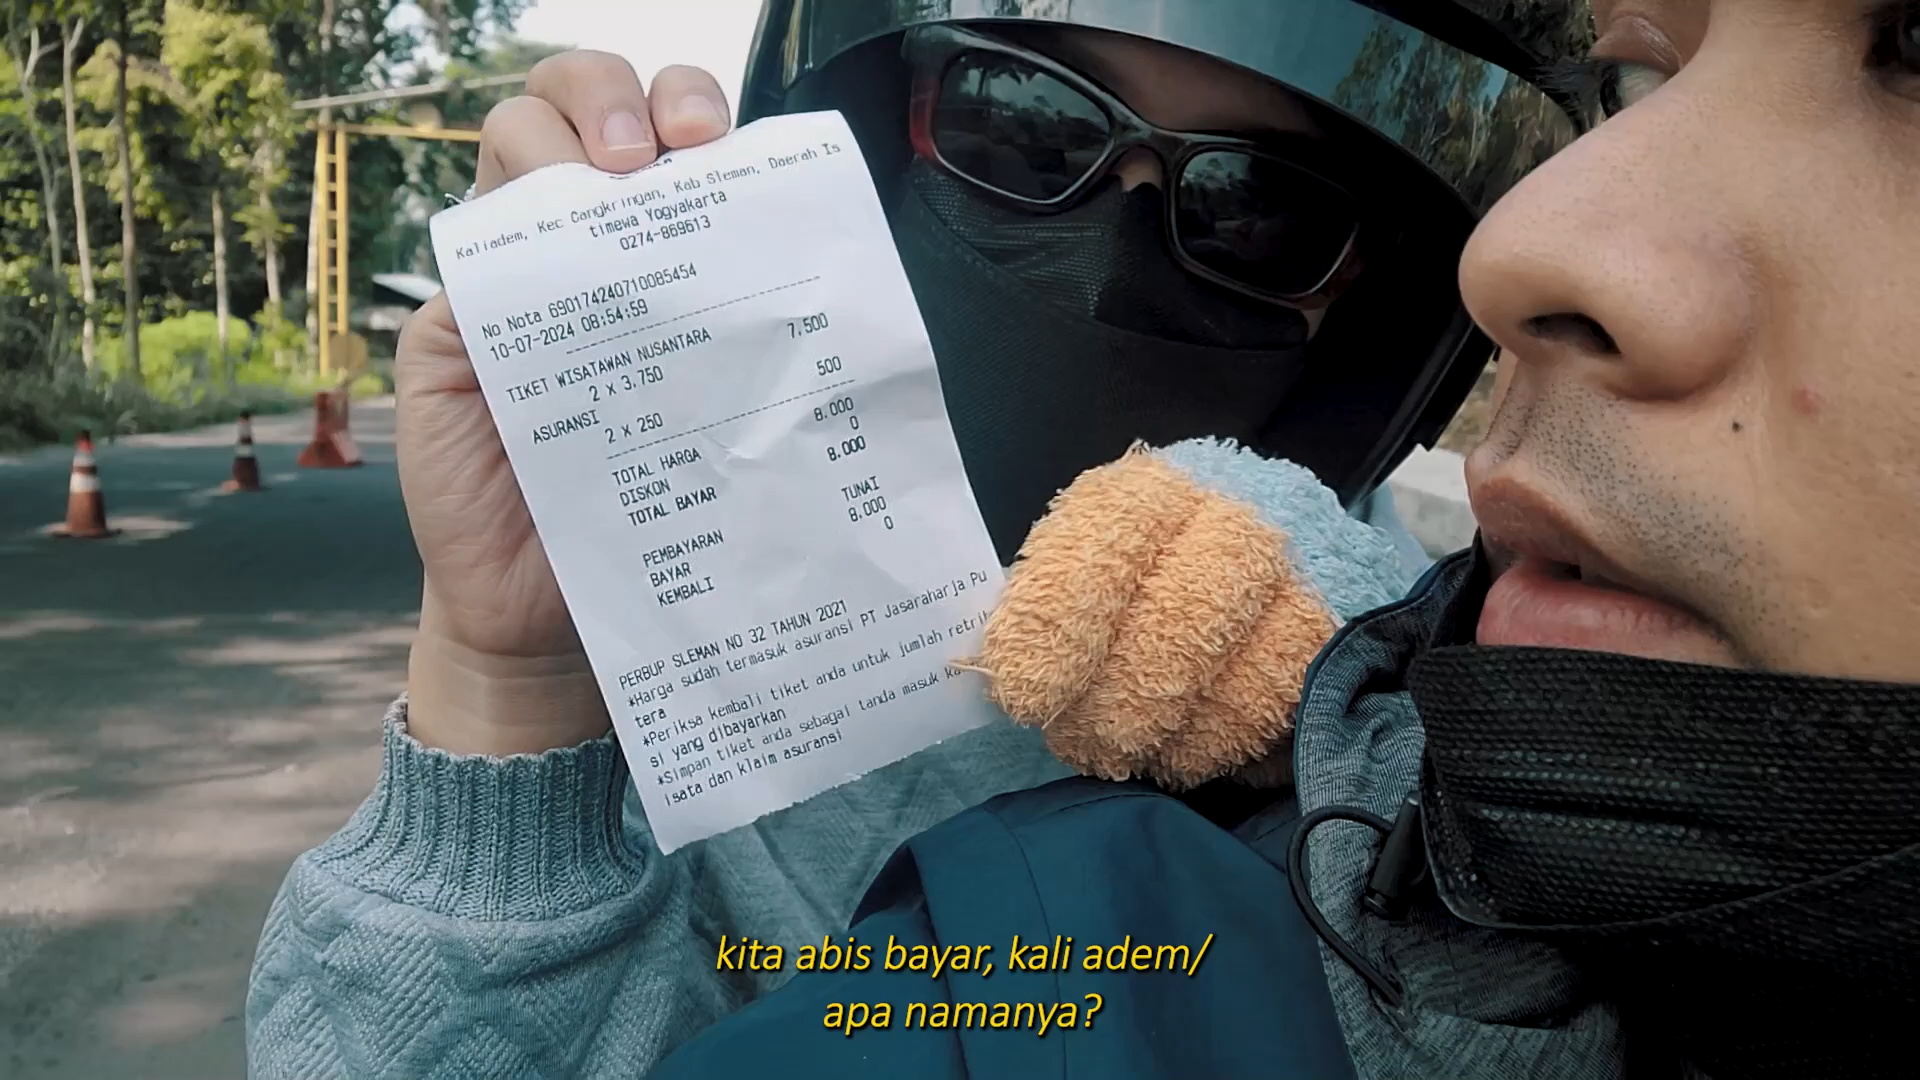 Kaliadem, Kec Cangkringan, Kab Sleman, Daerah Is
timewa Yogyakarta
0274-869613
No Nota 690174240710085454
10-07-2024 08:54:59
TIKET WISATAWAN NUSANTARA 7.500
2 x 3.750
ASURANSI 500
2 x 250
TOTAL HARGA 8.000
DISKON 0
TOTAL BAYAR 8.000
PEMBAYARAN TUNAI
BAYAR 8.000
KEMBALI 0
PERBUP SLEMAN NO 32 TAHUN 2021
*Harga sudah termasuk asuransi PT Jasaraharja Pu
tera
*Periksa kembali tiket anda untuk jumlah retrib
si yang dibayarkan
*Simpan tiket anda sebagai tanda masuk
isata dan klaim asuransi
kita abis bayar, kali adem/
apa namanya?